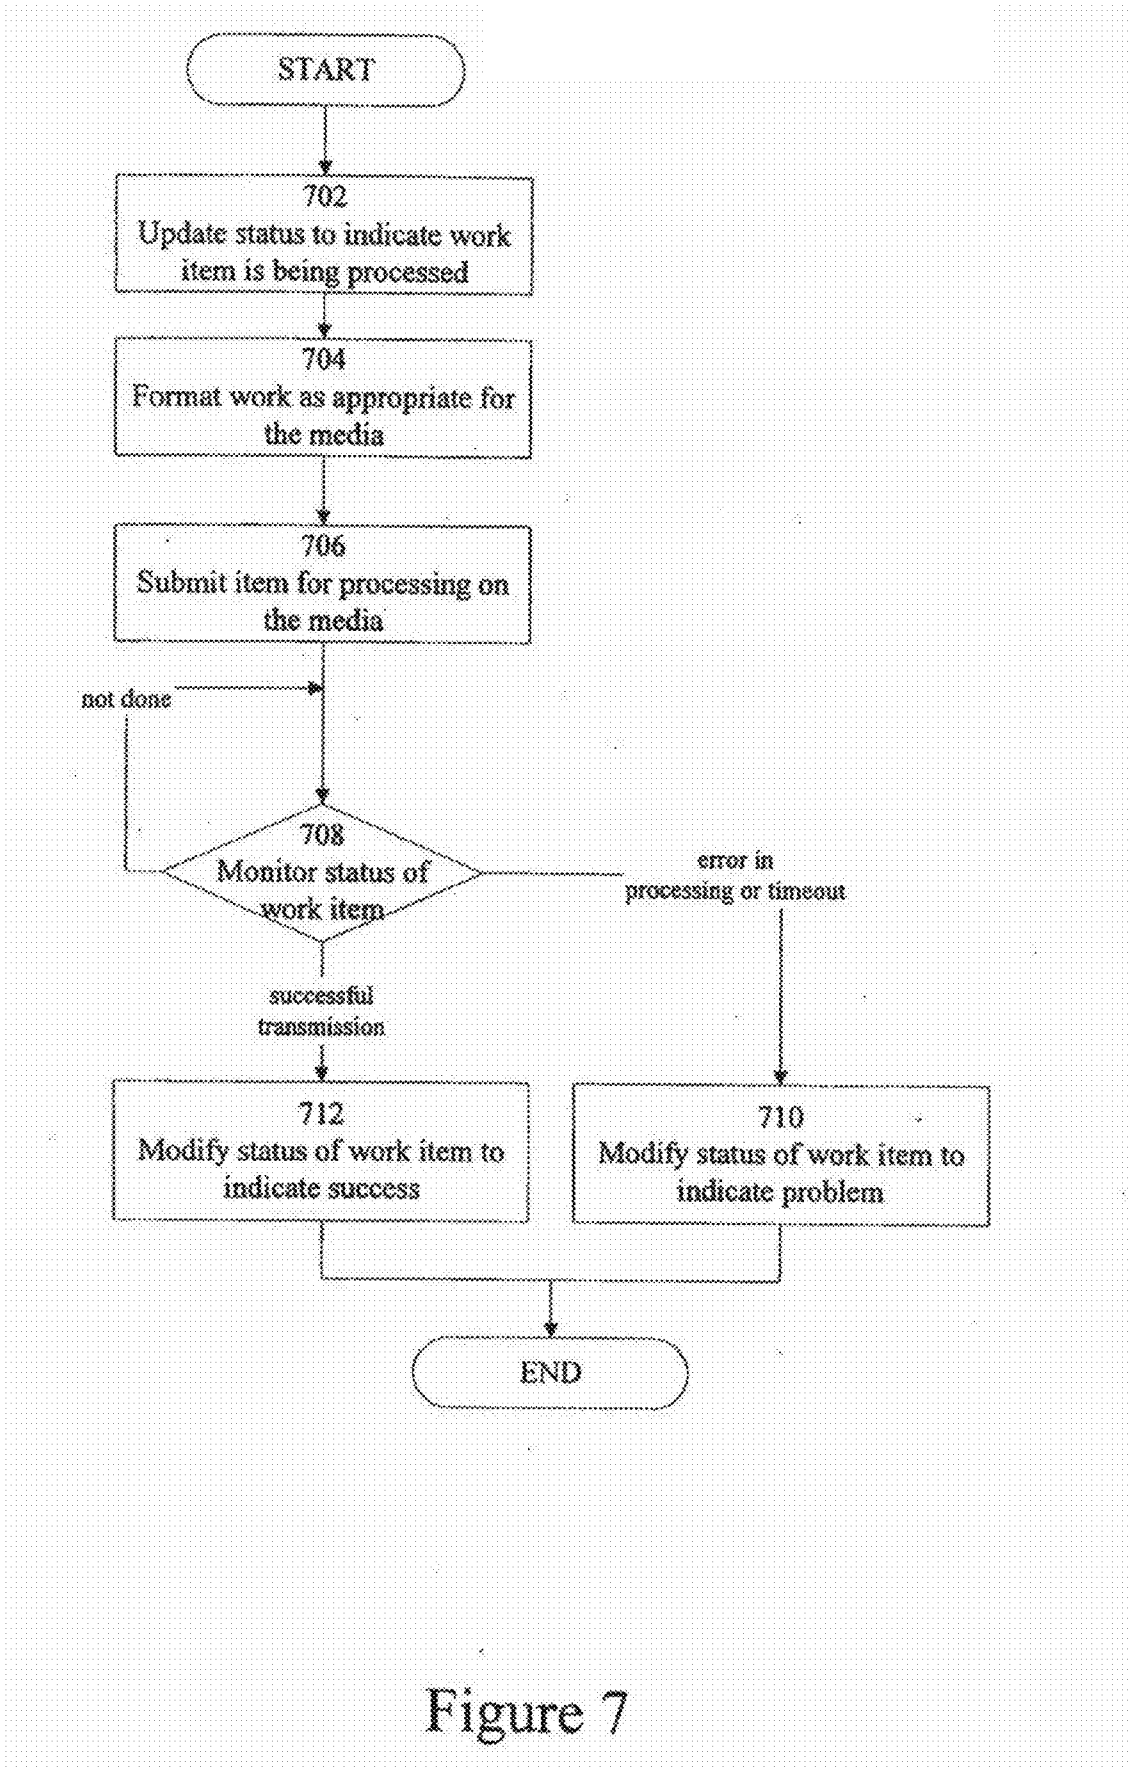 START
702
Update status to indicate work
item is being processed
704
Format work as appropriate for
the media
706
Submit item for processing on
the media
not done
708
Monitor status of
work item
error in
processing or timeout
successful
transmission
712
Modify status of work item to
indicate success
710
Modify status of work item to
indicate problem
END
Figure 7